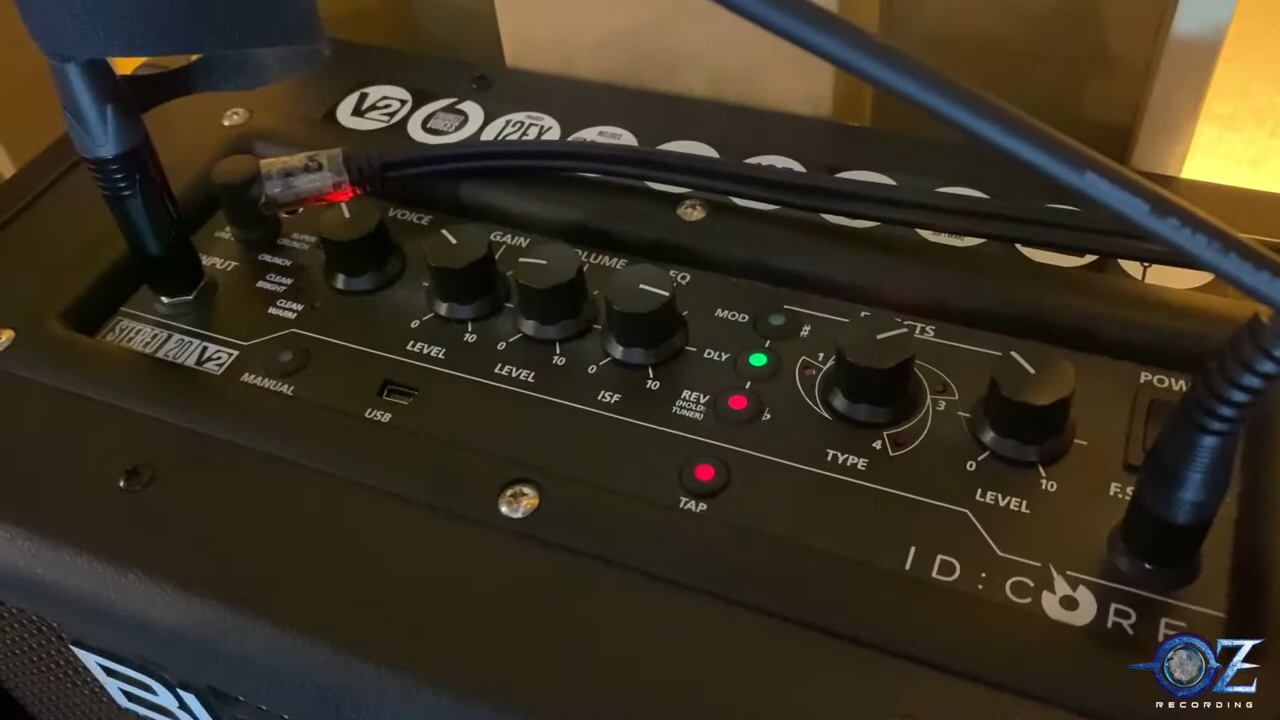 V2
12FX
INCLUDES
VOICE
GAIN
EQ
INPUT
SUPER
CRUNCH
CRUNCH
CLEAN
BRIGHT
CLEAN
WARM
0 10
LEVEL
0 10
LEVEL
0 10
ISF
STEREO 20 V2
MANUAL
USB
MOD #
DLY
REV
(HOLD:
TUNER)
♭
TAP
1
3
4
TYPE
0 10
LEVEL
ID:CORE
OZ
RECORDING